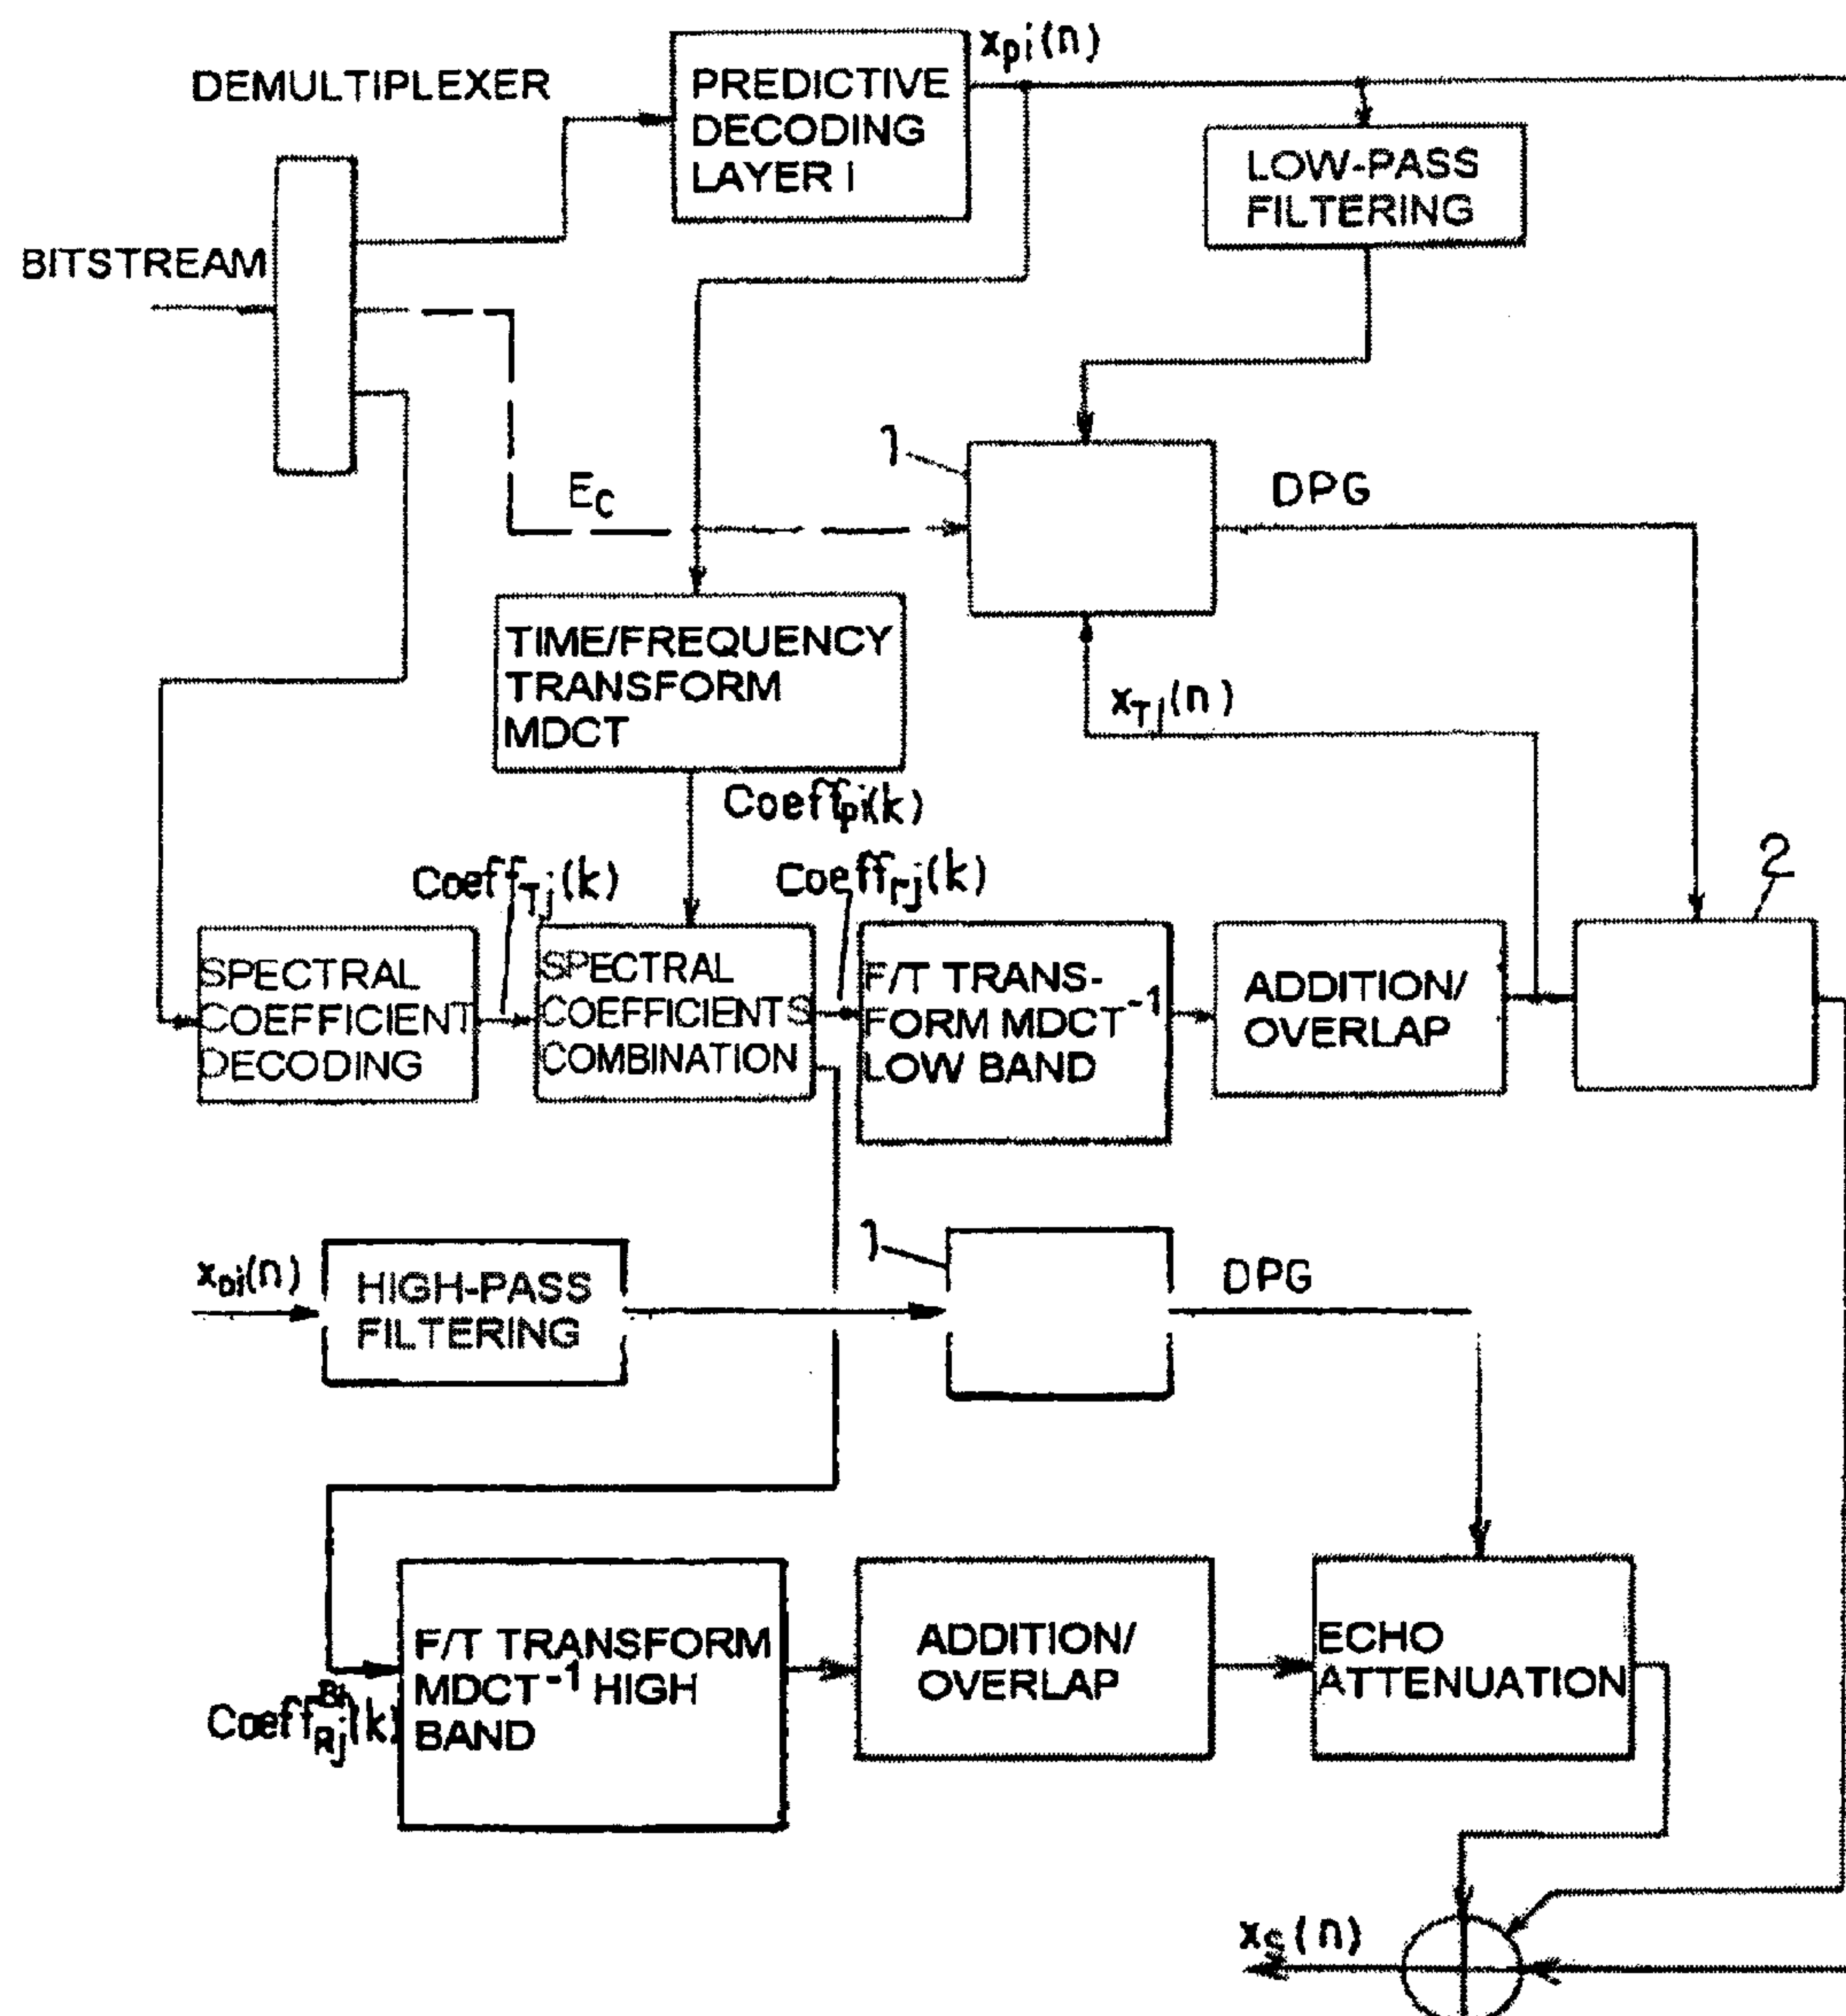 x_pi(n)
DEMULTIPLEXER
PREDICTIVE
DECODING
LAYER i
LOW-PASS
FILTERING
BITSTREAM
1
E_C
DPG
TIME/FREQUENCY
TRANSFORM
MDCT
x_Tj(n)
Coeff_pi(k)
2
Coeff_Tj(k)
Coeff_rj(k)
SPECTRAL
COEFFICIENT
DECODING
SPECTRAL
COEFFICIENTS
COMBINATION
F/T TRANS-
FORM MDCT⁻¹
LOW BAND
ADDITION/
OVERLAP
1
DPG
HIGH-PASS
FILTERING
F/T TRANSFORM
MDCT⁻¹ HIGH
BAND
ADDITION/
OVERLAP
ECHO
ATTENUATION
x_S(n)